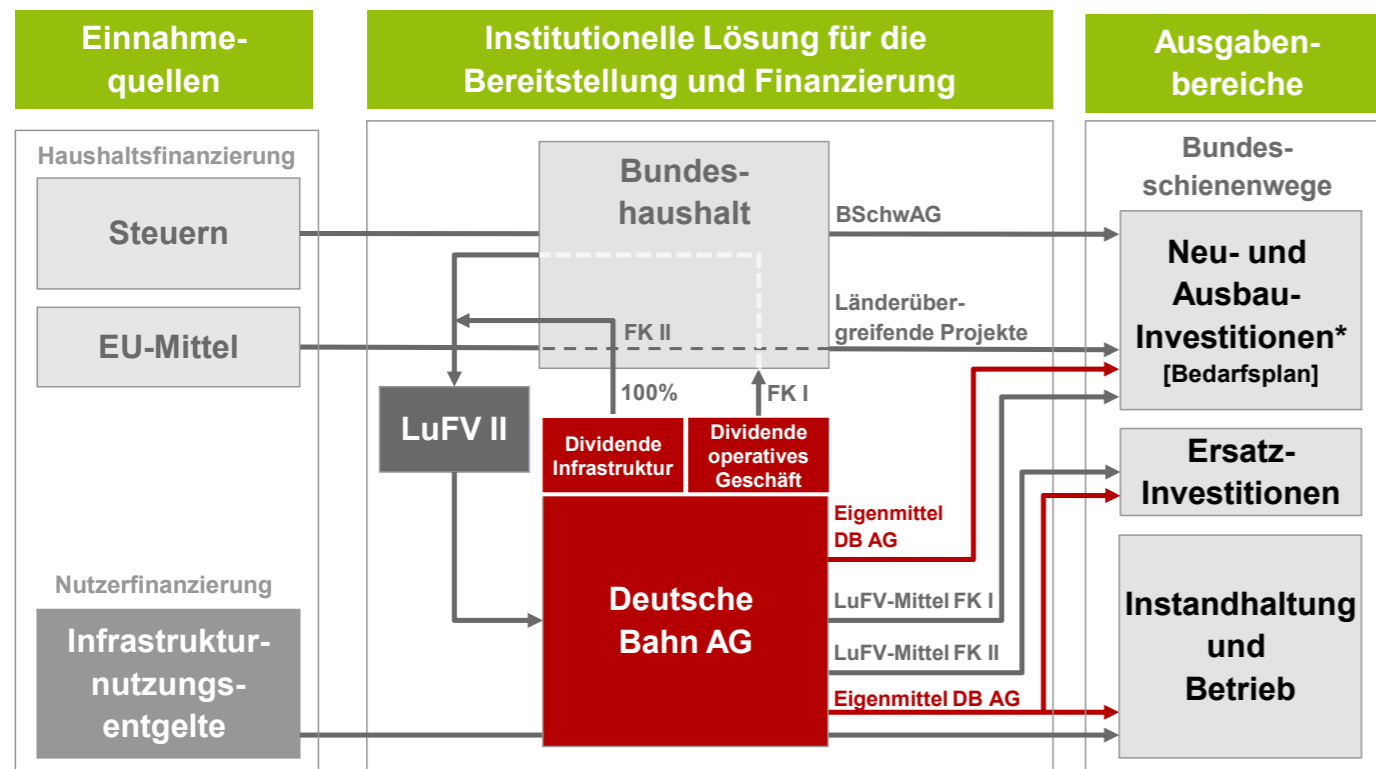 Einnahme-
quellen
Institutionelle Lösung für die
Bereitstellung und Finanzierung
Ausgaben-
bereiche
Haushaltsfinanzierung
Steuern
EU-Mittel
Nutzerfinanzierung
Infrastruktur-
nutzungs-
entgelte
Bundes-
haushalt
BSchwAG
Länderüber-
greifende Projekte
FK II
100%
FK I
LuFV II
Dividende
Infrastruktur
Dividende
operatives
Geschäft
Deutsche
Bahn AG
Eigenmittel
DB AG
LuFV-Mittel FK I
LuFV-Mittel FK II
Eigenmittel DB AG
Bundes-
schienenwege
Neu- und
Ausbau-
Investitionen*
[Bedarfsplan]
Ersatz-
Investitionen
Instandhaltung
und
Betrieb